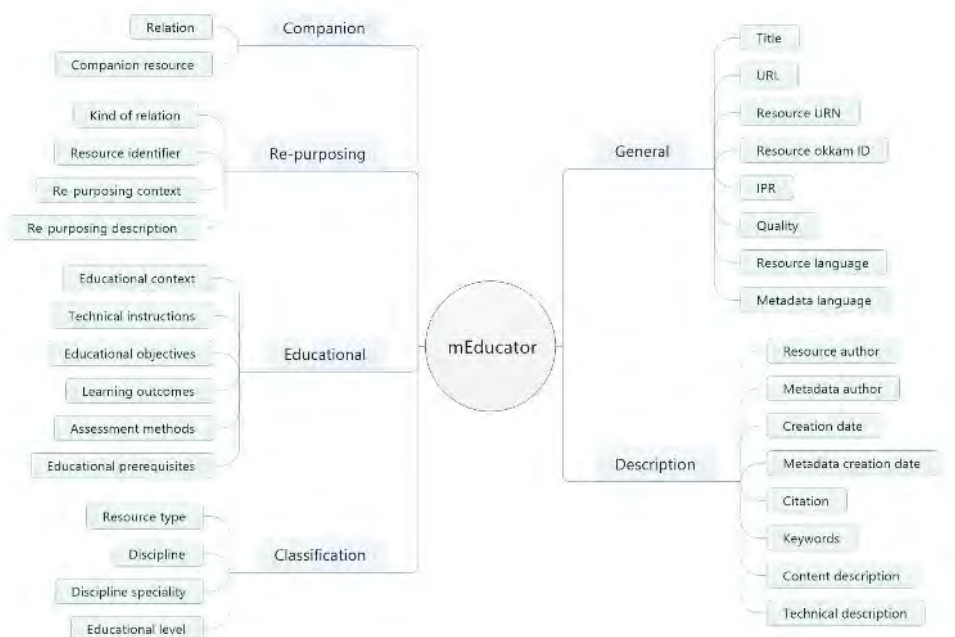 Companion
Relation
Companion resource
Re-purposing
Kind of relation
Resource identifier
Re-purposing context
Re-purposing description
Educational
Educational context
Technical instructions
Educational objectives
Learning outcomes
Assessment methods
Educational prerequisites
Classification
Resource type
Discipline
Discipline speciality
Educational level
mEducator
General
Title
URL
Resource URN
Resource okkam ID
IPR
Quality
Resource language
Metadata language
Description
Resource author
Metadata author
Creation date
Metadata creation date
Citation
Keywords
Content description
Technical description